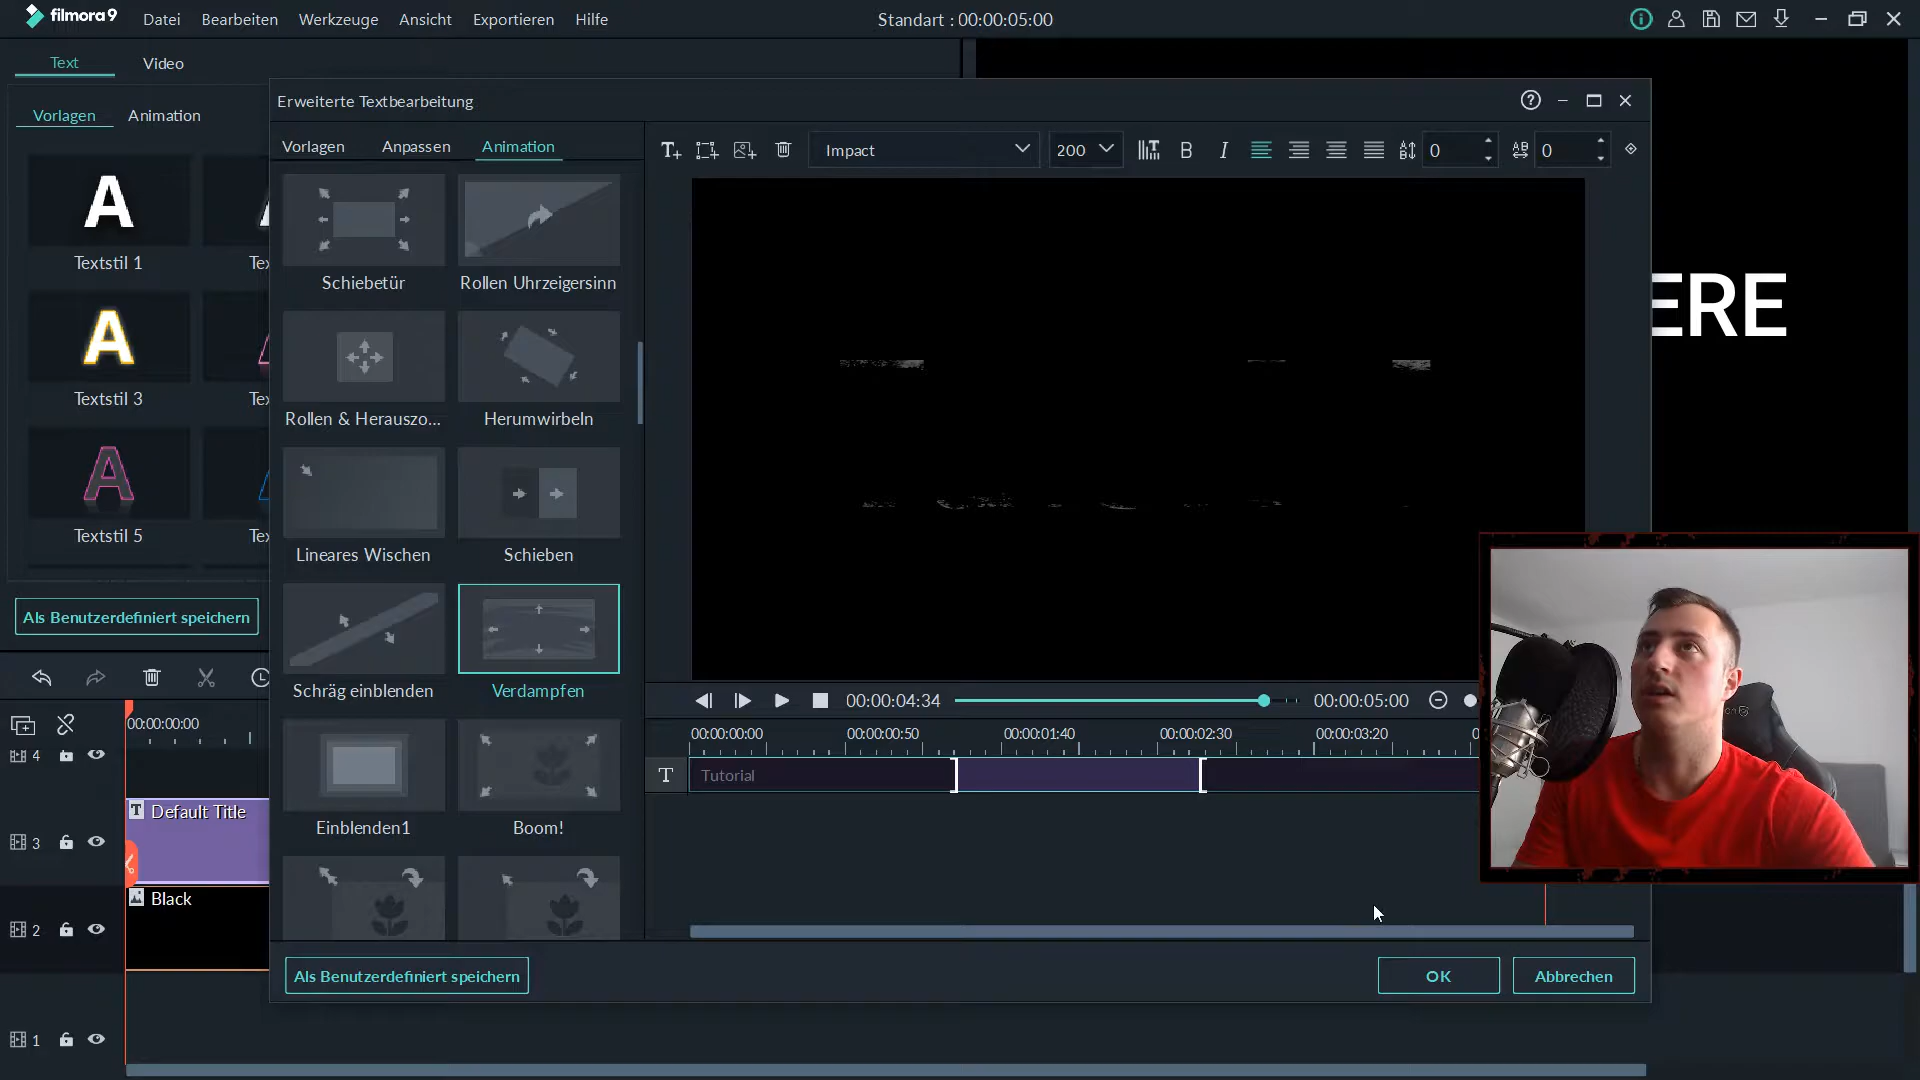 filmora9 Datei Bearbeiten Werkzeuge Ansicht Exportieren Hilfe Standart : 00:00:05:00
Text Video
Vorlagen Animation
A
Textstil 1
A
Textstil 3
A
Textstil 5
Als Benutzerdefiniert speichern
Erweiterte Textbearbeitung
Vorlagen Anpassen Animation
Impact 200 B I 0 0
Schiebetür Rollen Uhrzeigersinn
Rollen & Herauszo... Herumwirbeln
Lineares Wischen Schieben
Schräg einblenden Verdampfen
Einblenden1 Boom!
ERE
00:00:04:34 00:00:05:00
00:00:00:00 00:00:00:50 00:00:01:40 00:00:02:30 00:00:03:20
T Tutorial
Als Benutzerdefiniert speichern OK Abbrechen
00:00:00:00
4
T Default Title
3
Black
2
1